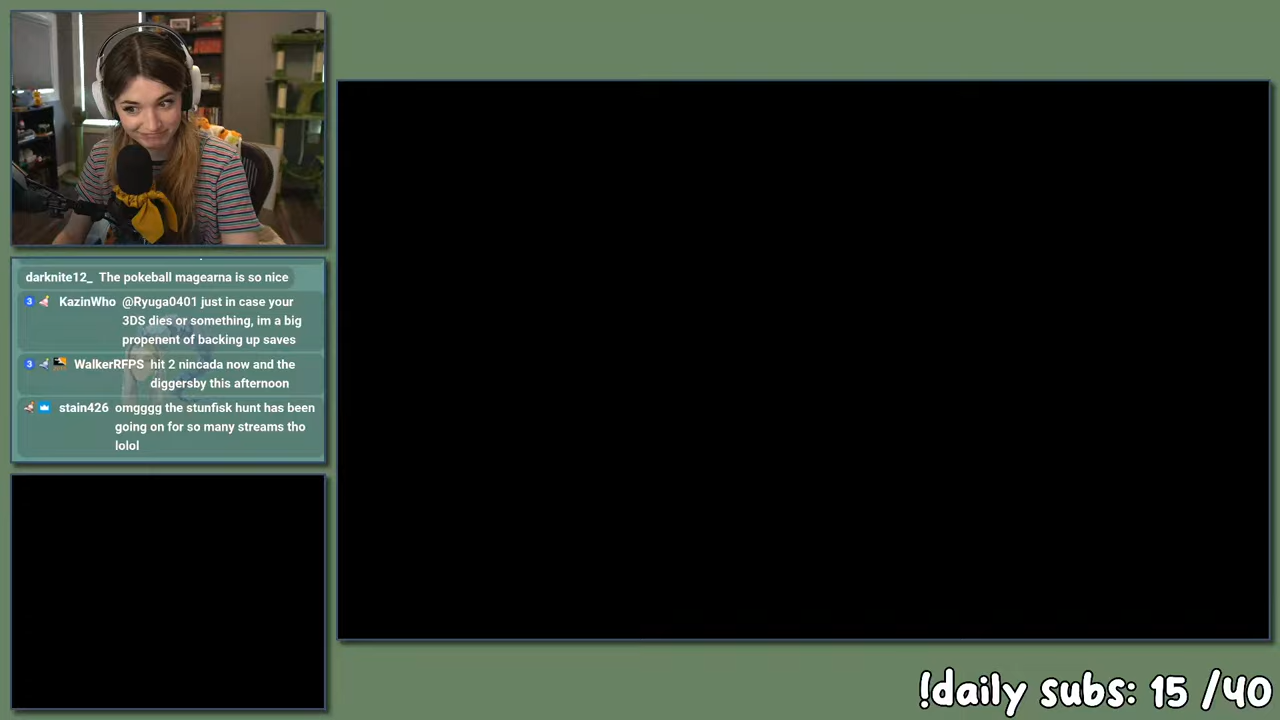 darknite12_ The pokeball magearna is so nice
3 KazinWho @Ryuga0401 just in case your
3DS dies or something, im a big
propenent of backing up saves
3 WalkerRFPS hit 2 nincada now and the
diggersby this afternoon
stain426 omgggg the stunfisk hunt has been
going on for so many streams tho
lolol
!daily subs: 15 /40